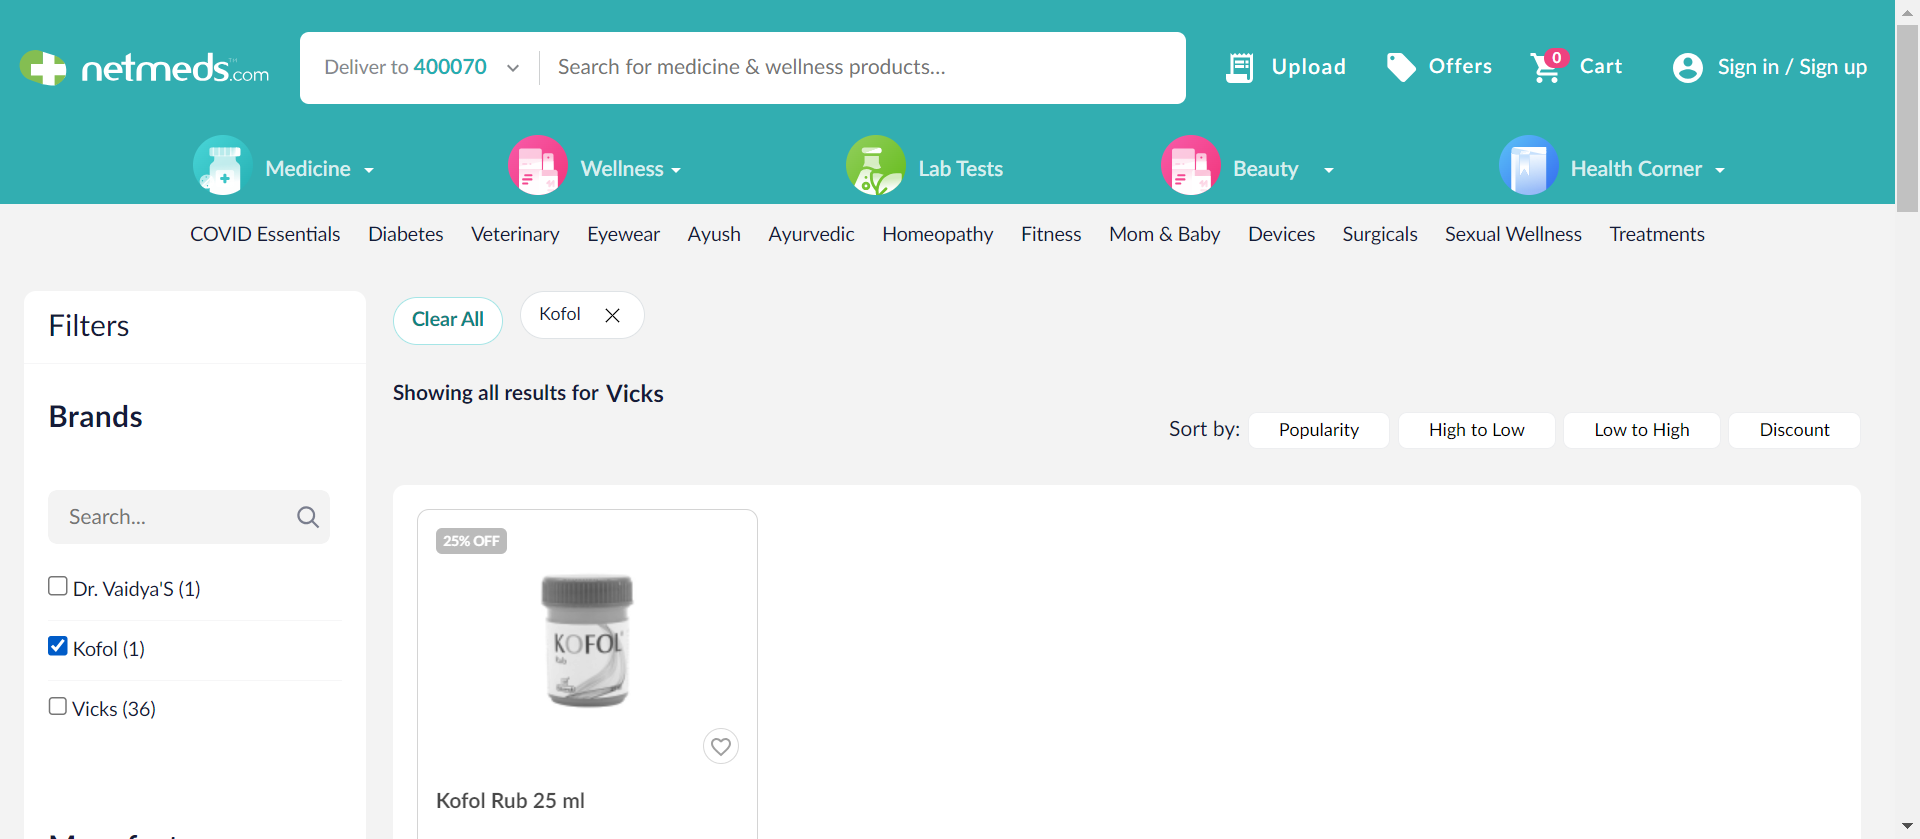 netmeds.com
Deliver to 400070
Search for medicine & wellness products...
Upload
Offers
0
Cart
Sign in / Sign up
Medicine
Wellness
Lab Tests
Beauty
Health Corner
COVID Essentials
Diabetes
Veterinary
Eyewear
Ayush
Ayurvedic
Homeopathy
Fitness
Mom & Baby
Devices
Surgicals
Sexual Wellness
Treatments
Filters
Brands
Search...
Dr. Vaidya'S (1)
Kofol (1)
Vicks (36)
Clear All
Kofol
Showing all results for Vicks
Sort by:
Popularity
High to Low
Low to High
Discount
25% OFF
KOFOL
Rub
Kofol Rub 25 ml